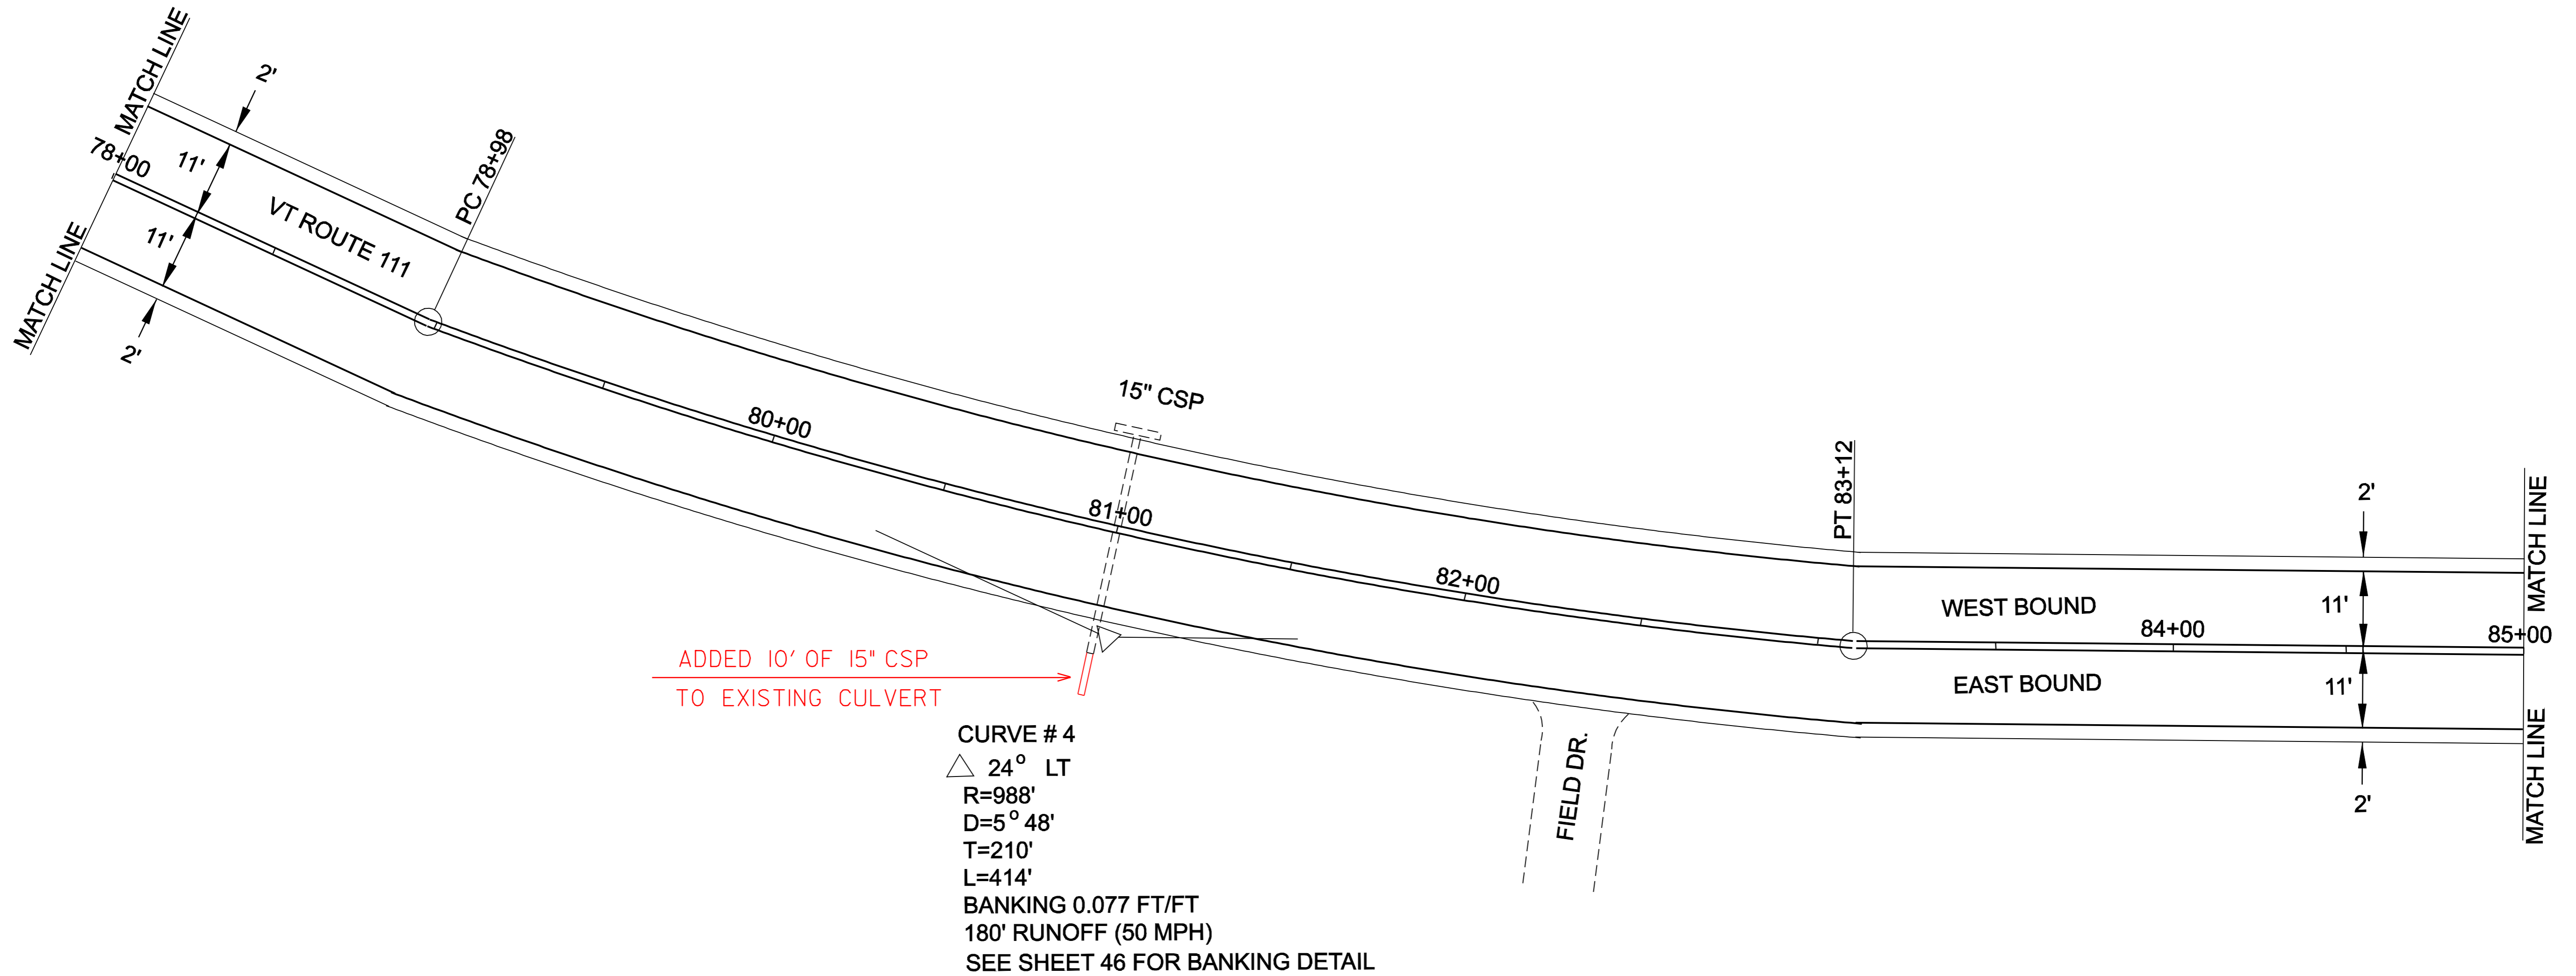 MATCH LINE
2'
78+00
11'
PC 78+98
VT ROUTE 111
11'
MATCH LINE
2'
15" CSP
80+00
81+00
82+00
PT 83+12
2'
MATCH LINE
WEST BOUND
11'
84+00
85+00
EAST BOUND
11'
MATCH LINE
2'
ADDED 10' OF 15" CSP
TO EXISTING CULVERT
FIELD DR.
CURVE # 4
△ 24° LT
R=988'
D=5° 48'
T=210'
L=414'
BANKING 0.077 FT/FT
180' RUNOFF (50 MPH)
SEE SHEET 46 FOR BANKING DETAIL